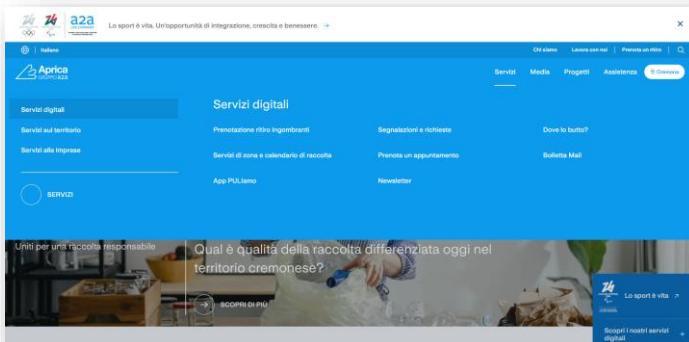 a2a
Lo sport è vita. Un'opportunità di integrazione, crescita e benessere. →
Italiano
Chi siamo
Lavora con noi
Prenota un ritiro
Aprica
GRUPPO A2A
Servizi
Media
Progetti
Assistenza
Cremona
Servizi digitali
Servizi sul territorio
Servizi alle imprese
SERVIZI
Servizi digitali
Prenotazione ritiro ingombranti
Segnalazioni e richieste
Dove lo butto?
Servizi di zona e calendario di raccolta
Prenota un appuntamento
Bolletta Mail
App PULIamo
Newsletter
Uniti per una raccolta responsabile
Qual è qualità della raccolta differenziata oggi nel
territorio cremonese?
SCOPRI DI PIÙ
Lo sport è vita
Scopri i nostri servizi
digitali